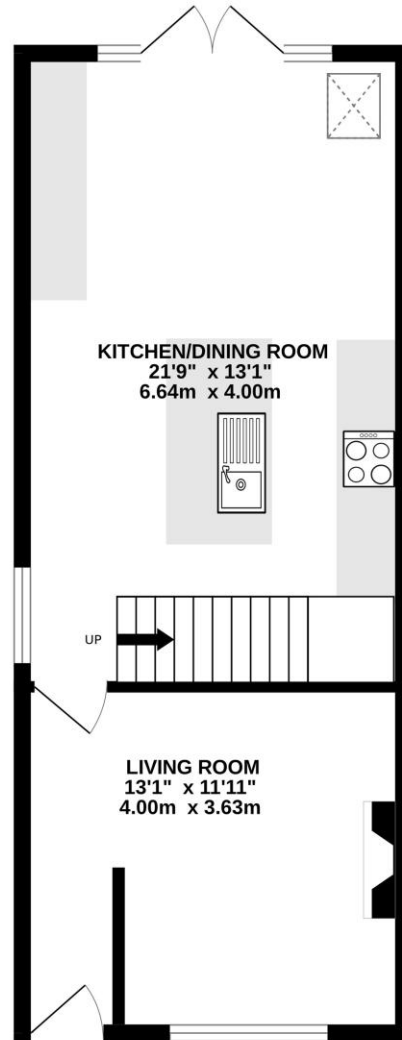 KITCHEN/DINING ROOM
21'9" x 13'1"
6.64m x 4.00m
UP
LIVING ROOM
13'1" x 11'11"
4.00m x 3.63m